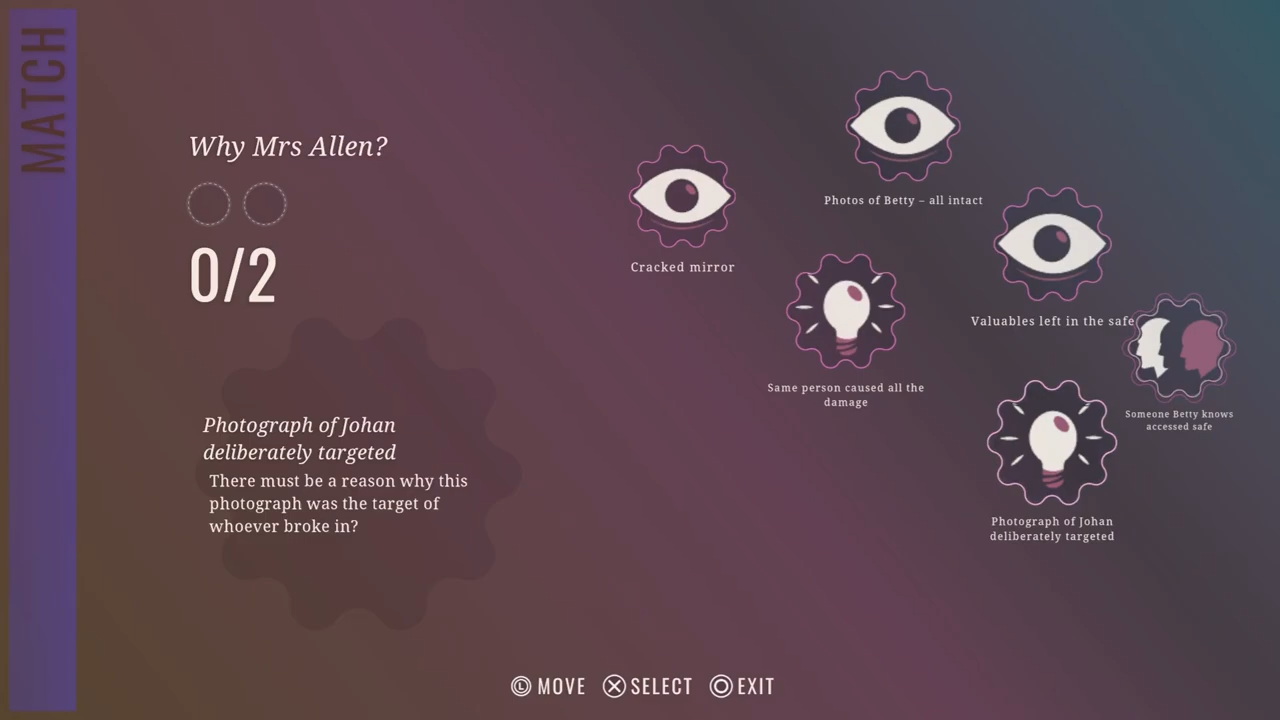 MATCH
Why Mrs Allen?
0/2
Photograph of Johan
deliberately targeted
There must be a reason why this
photograph was the target of
whoever broke in?
Photos of Betty – all intact
Cracked mirror
Valuables left in the safe
Same person caused all the
damage
Someone Betty knows
accessed safe
Photograph of Johan
deliberately targeted
L MOVE SELECT EXIT